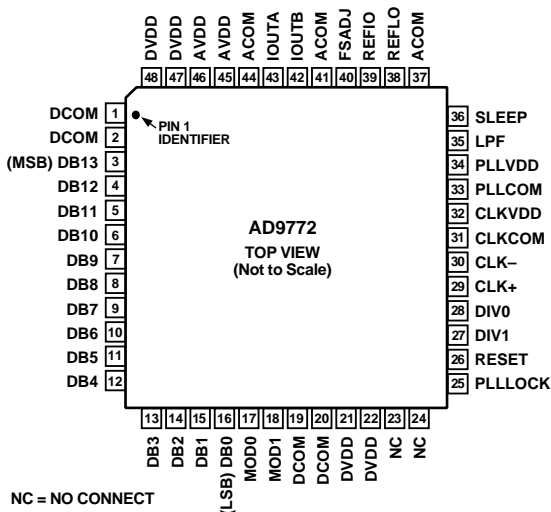 DVDD DVDD AVDD AVDD ACOM IOUTA IOUTB ACOM FSADJ REFIO REFLO ACOM
48 47 46 45 44 43 42 41 40 39 38 37
DCOM 1
DCOM 2
(MSB) DB13 3
DB12 4
DB11 5
DB10 6
DB9 7
DB8 8
DB7 9
DB6 10
DB5 11
DB4 12
PIN 1
IDENTIFIER
AD9772
TOP VIEW
(Not to Scale)
36 SLEEP
35 LPF
34 PLLVDD
33 PLLCOM
32 CLKVDD
31 CLKCOM
30 CLK–
29 CLK+
28 DIV0
27 DIV1
26 RESET
25 PLLLOCK
13 14 15 16 17 18 19 20 21 22 23 24
DB3 DB2 DB1 (LSB) DB0 MOD0 MOD1 DCOM DCOM DVDD DVDD NC NC
NC = NO CONNECT